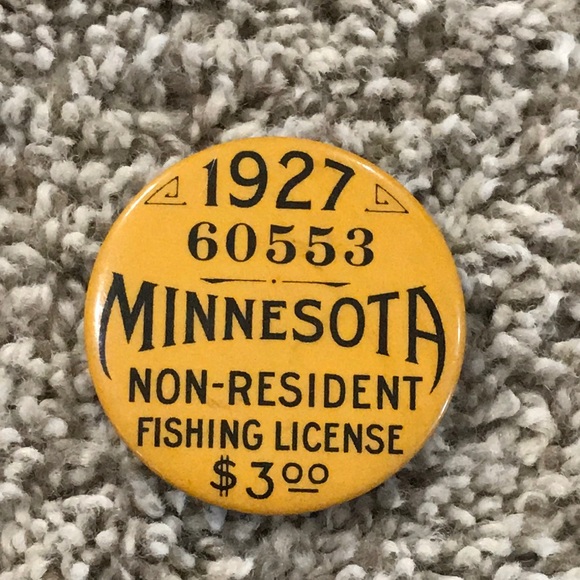 1927
60553
MINNESOTA
NON-RESIDENT
FISHING LICENSE
$3.00